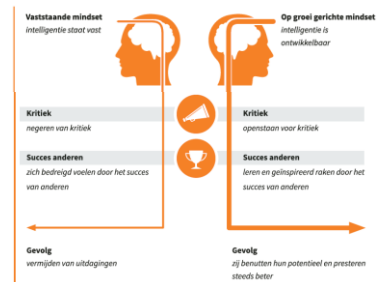 Vaststaande mindset
intelligentie staat vast
Op groei gerichte mindset
intelligentie is
ontwikkelbaar
Kritiek
negeren van kritiek
Kritiek
openstaan voor kritiek
Succes anderen
zich bedreigd voelen door het succes
van anderen
Succes anderen
leren en geïnspireerd raken door het
succes van anderen
Gevolg
vermijden van uitdagingen
Gevolg
zij benutten hun potentieel en presteren
steeds beter